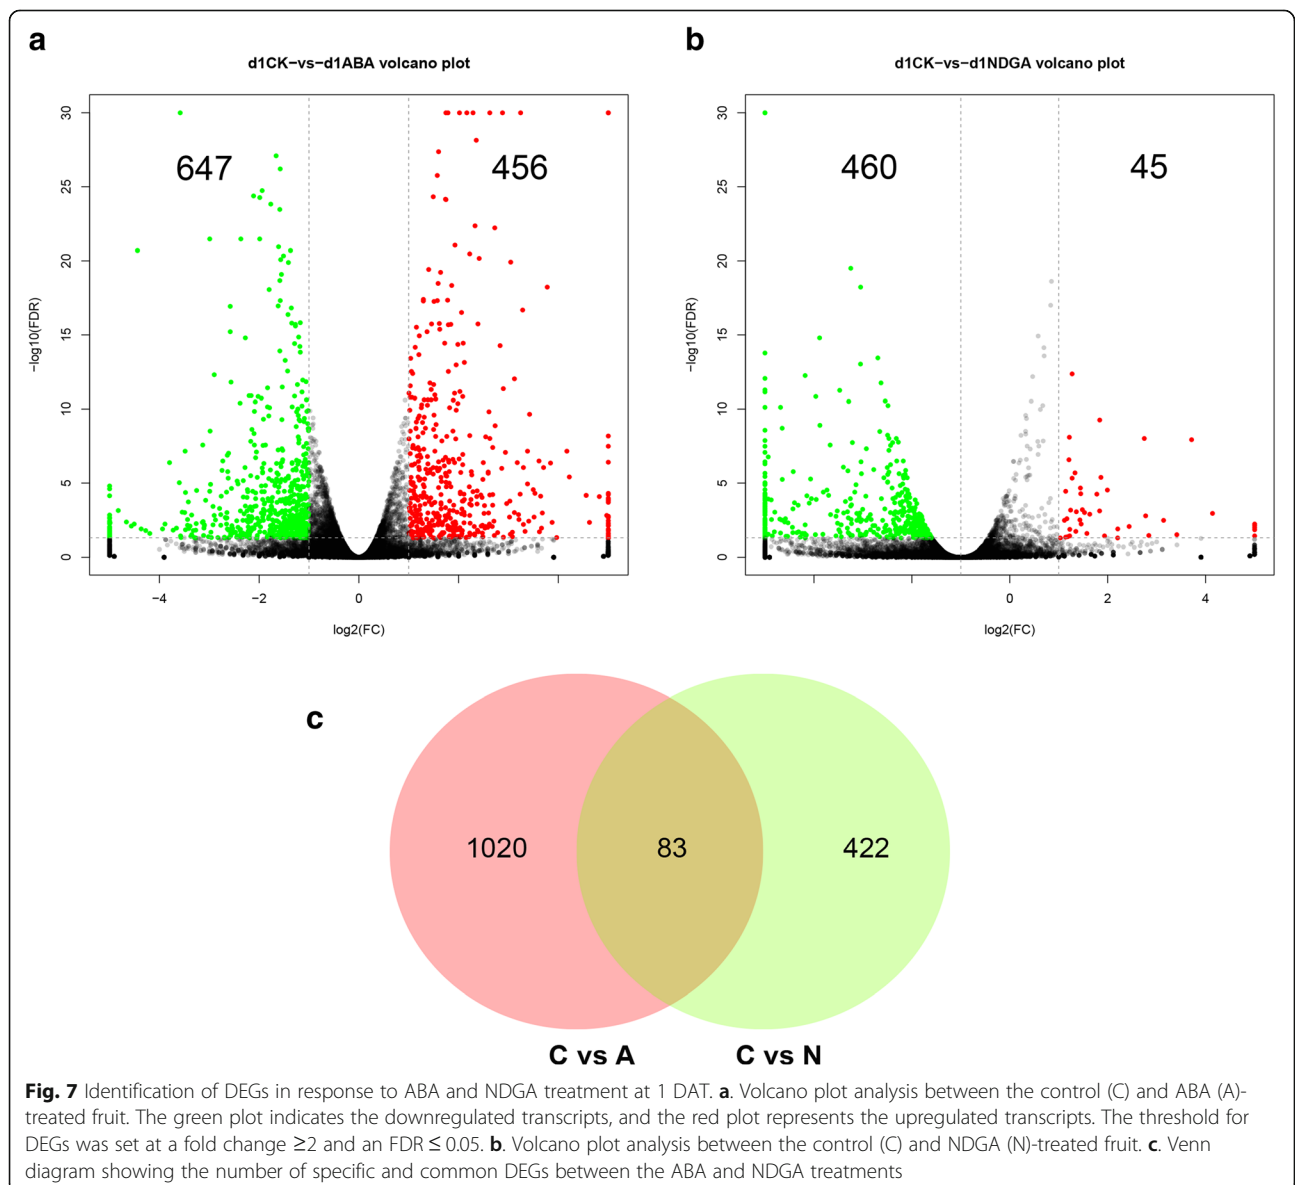 a
d1CK−vs−d1ABA volcano plot
647
456
30
25
20
15
10
5
0
−log10(FDR)
−4
−2
0
log2(FC)
b
d1CK−vs−d1NDGA volcano plot
460
45
30
25
20
15
10
5
0
−log10(FDR)
0
2
4
log2(FC)
c
1020
83
422
C vs A
C vs N
Fig. 7 Identification of DEGs in response to ABA and NDGA treatment at 1 DAT. a. Volcano plot analysis between the control (C) and ABA (A)-
treated fruit. The green plot indicates the downregulated transcripts, and the red plot represents the upregulated transcripts. The threshold for
DEGs was set at a fold change ≥2 and an FDR ≤ 0.05. b. Volcano plot analysis between the control (C) and NDGA (N)-treated fruit. c. Venn
diagram showing the number of specific and common DEGs between the ABA and NDGA treatments